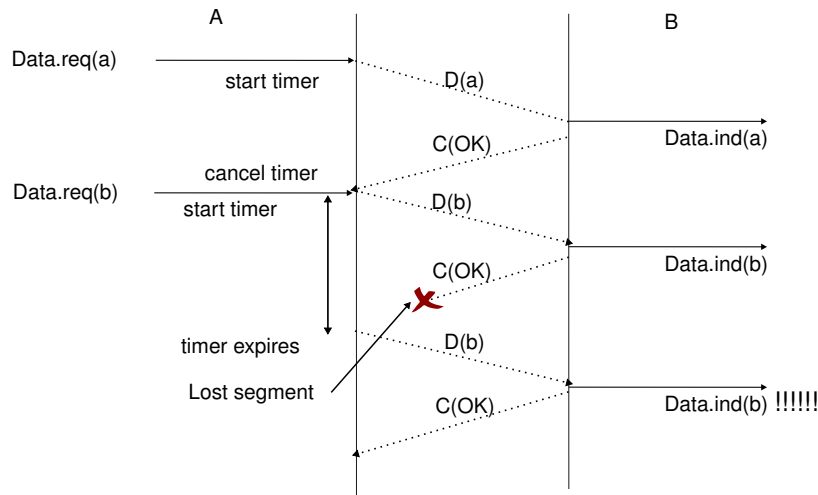 A
B
Data.req(a)
start timer
D(a)
Data.ind(a)
C(OK)
cancel timer
Data.req(b)
start timer
D(b)
Data.ind(b)
C(OK)
timer expires
D(b)
Lost segment
C(OK)
Data.ind(b) !!!!!!